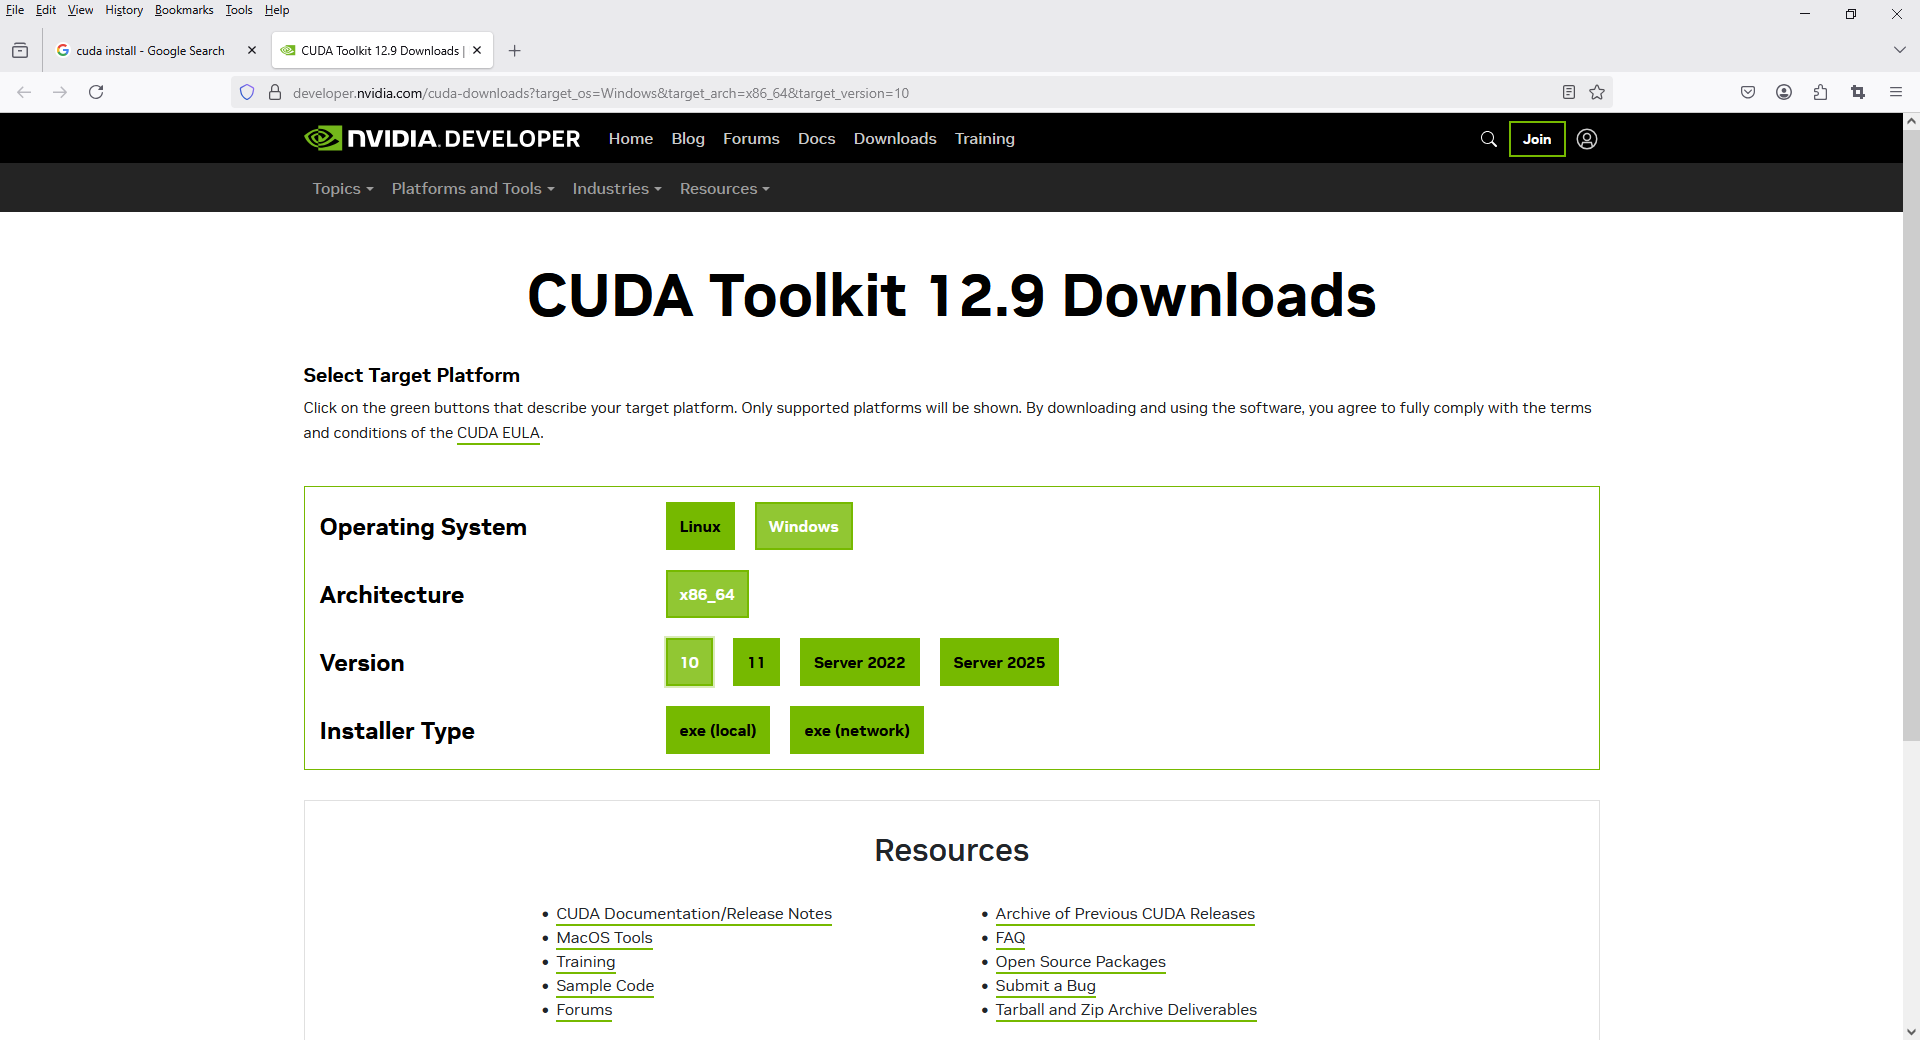 File Edit View History Bookmarks Tools Help
cuda install - Google Search
CUDA Toolkit 12.9 Downloads |
developer.nvidia.com/cuda-downloads?target_os=Windows&target_arch=x86_64&target_version=10
NVIDIA. DEVELOPER Home Blog Forums Docs Downloads Training Join
Topics Platforms and Tools Industries Resources
CUDA Toolkit 12.9 Downloads
Select Target Platform
Click on the green buttons that describe your target platform. Only supported platforms will be shown. By downloading and using the software, you agree to fully comply with the terms
and conditions of the CUDA EULA.
Operating System Linux Windows
Architecture x86_64
Version 10 11 Server 2022 Server 2025
Installer Type exe (local) exe (network)
Resources
• CUDA Documentation/Release Notes
• MacOS Tools
• Training
• Sample Code
• Forums
• Archive of Previous CUDA Releases
• FAQ
• Open Source Packages
• Submit a Bug
• Tarball and Zip Archive Deliverables